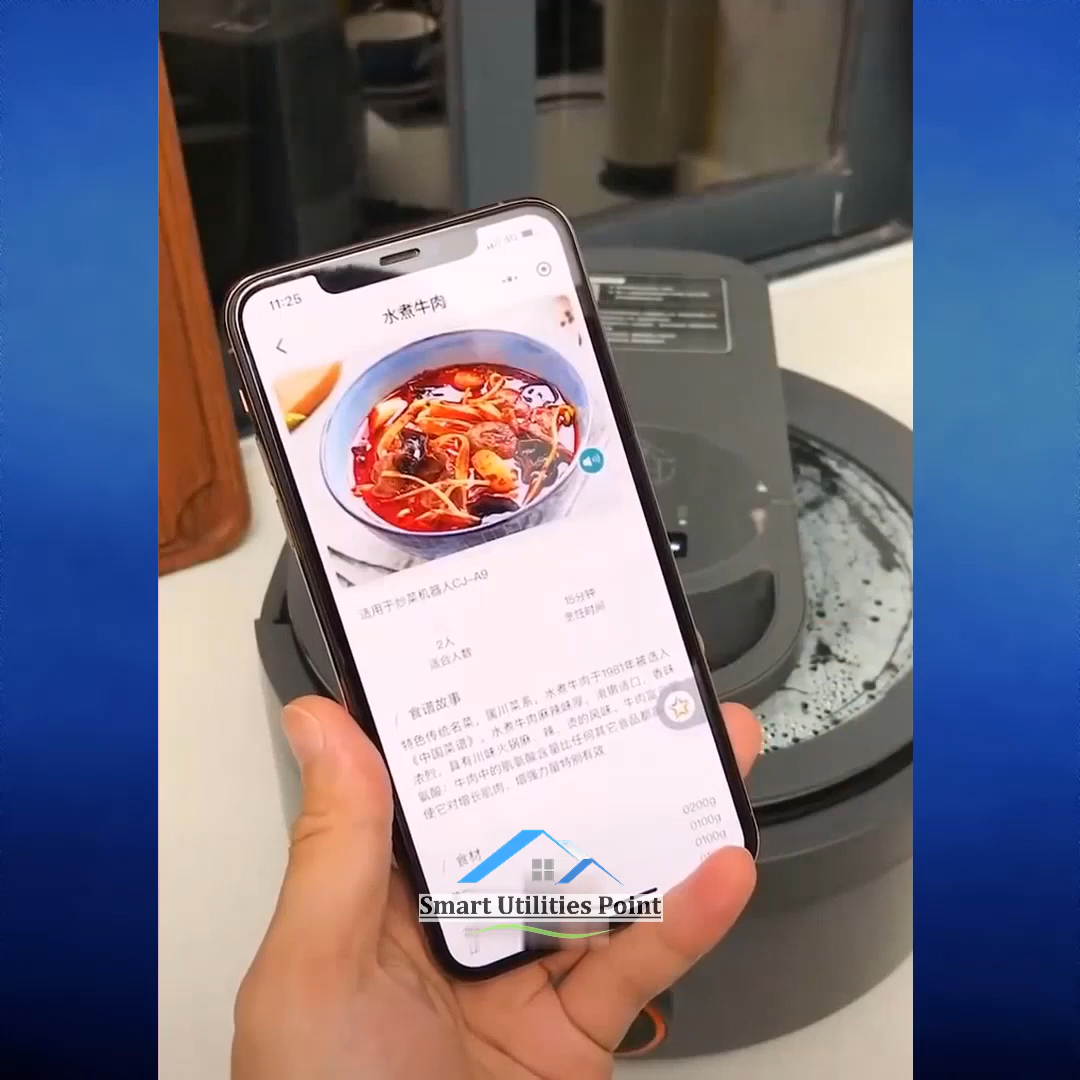 11:25
水煮牛肉
适用于炒菜机器人CJ-A9
2人
适合人数
15分钟
烹饪时间
食谱故事
特色传统名菜，属川菜系，水煮牛肉于1981年被选入
《中国菜谱》。水煮牛肉麻辣味厚，滑嫩适口，香味
浓烈，具有川味火锅麻、辣、烫的风味，牛肉富
氨酸：牛肉中的肌氨酸含量比任何其它食品都
使它对增长肌肉、增强力量特别有效
食材
0200g
0100g
0100g
Smart Utilities Point